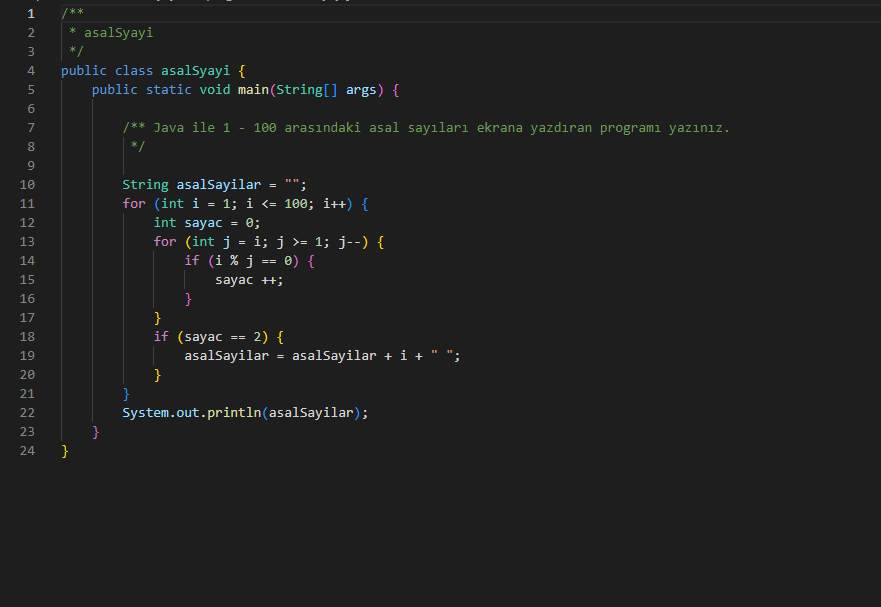 1 /**
2 * asalSyayi
3 */
4 public class asalSyayi {
5 public static void main(String[] args) {
6
7 /** Java ile 1 - 100 arasındaki asal sayıları ekrana yazdıran programı yazınız.
8 */
9
10 String asalSayilar = "";
11 for (int i = 1; i <= 100; i++) {
12 int sayac = 0;
13 for (int j = i; j >= 1; j--) {
14 if (i % j == 0) {
15 sayac ++;
16 }
17 }
18 if (sayac == 2) {
19 asalSayilar = asalSayilar + i + " ";
20 }
21 }
22 System.out.println(asalSayilar);
23 }
24 }